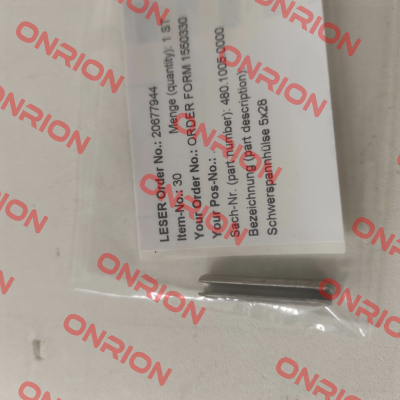 LESER Order No.: 20677944
Item-No.: 30 Menge (quantity): 1 ST
Your Order No.: ORDER FORM 1550330
Your Pos-No.:
Sach-Nr. (part number): 480.1005.0000
Bezeichnung (part description):
Schwerspannhülse 5x28
ONRION
ONRION
ONRION
ONRION
ONRION
ONRION
ONRION
ONRION